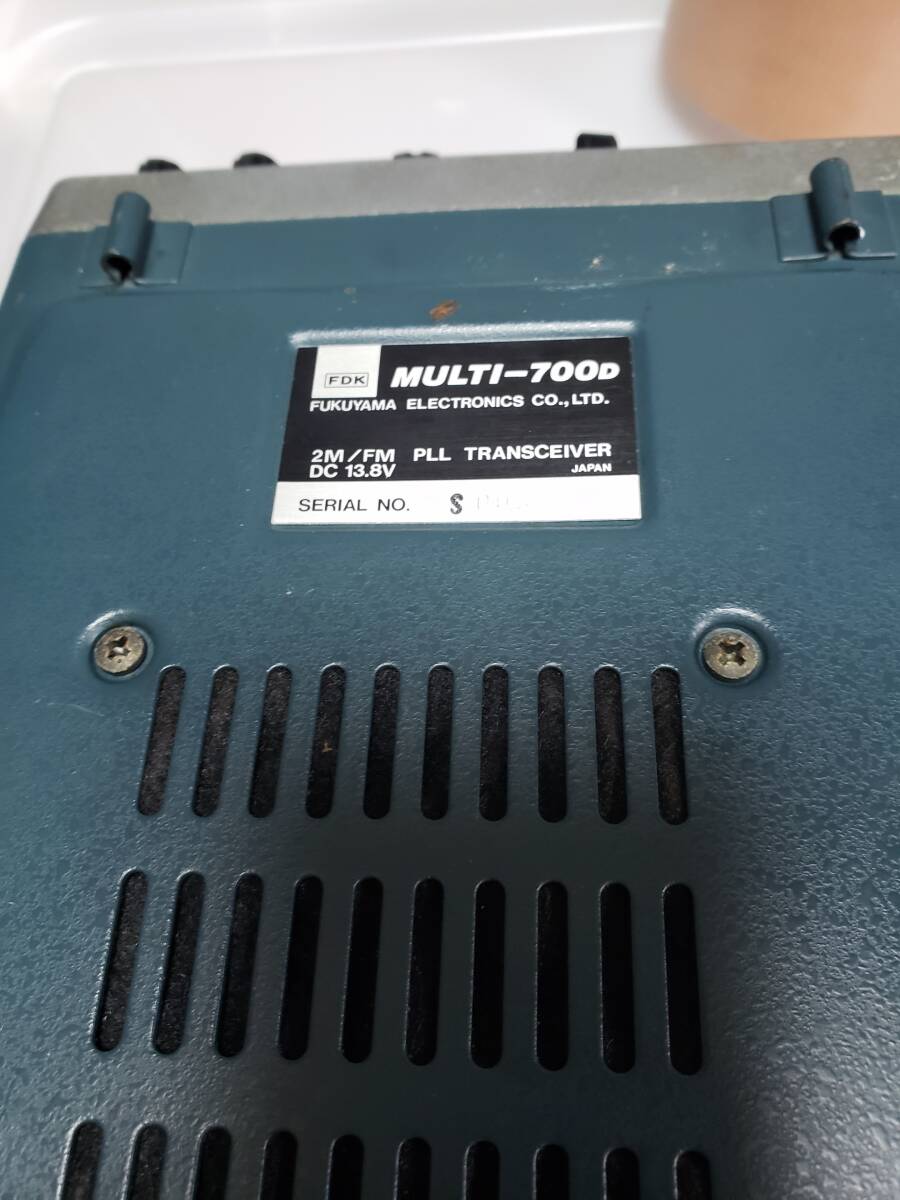 FDK
MULTI-700D
FUKUYAMA ELECTRONICS CO., LTD.
2M/FM PLL TRANSCEIVER
DC 13.8V
JAPAN
SERIAL NO. S